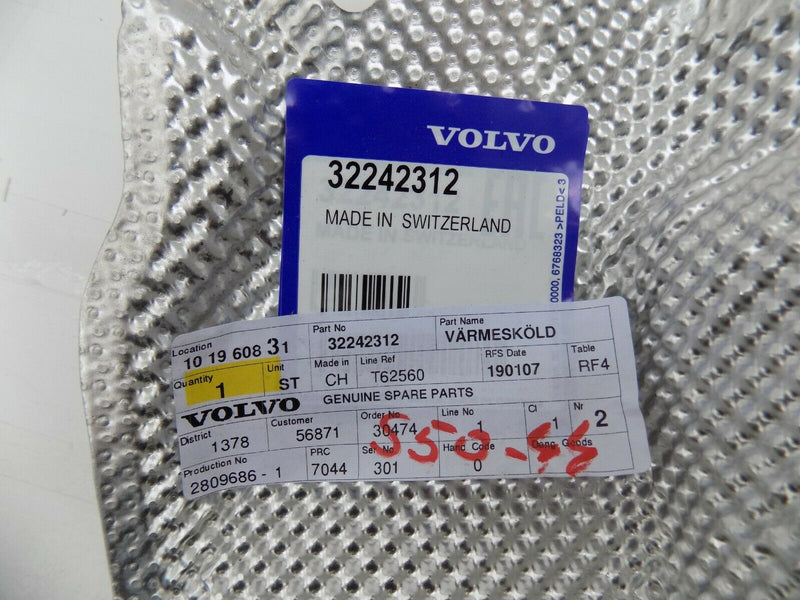 VOLVO
32242312
MADE IN SWITZERLAND
0000. 6768323 >PELD< 3
Location
10 19 608 31
Part No
32242312
Part Name
VÄRMESKÖLD
Quantity
1
Unit
ST
Made in
CH
Line Ref
T62560
RFS Date
190107
Table
RF4
VOLVO GENUINE SPARE PARTS
District
1378
Customer
56871
Order No
30474
Line No
1
CI
1
Nr
2
Production No
2809686 - 1
PRC
7044
Ser No
301
Hand Code
0
Dang. Goods